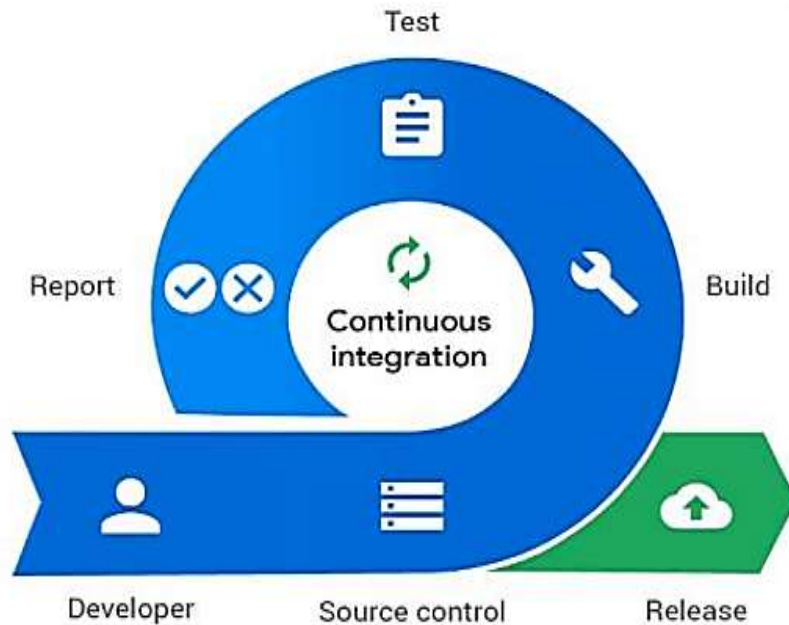 Test
Report
Continuous
integration
Build
Developer
Source control
Release